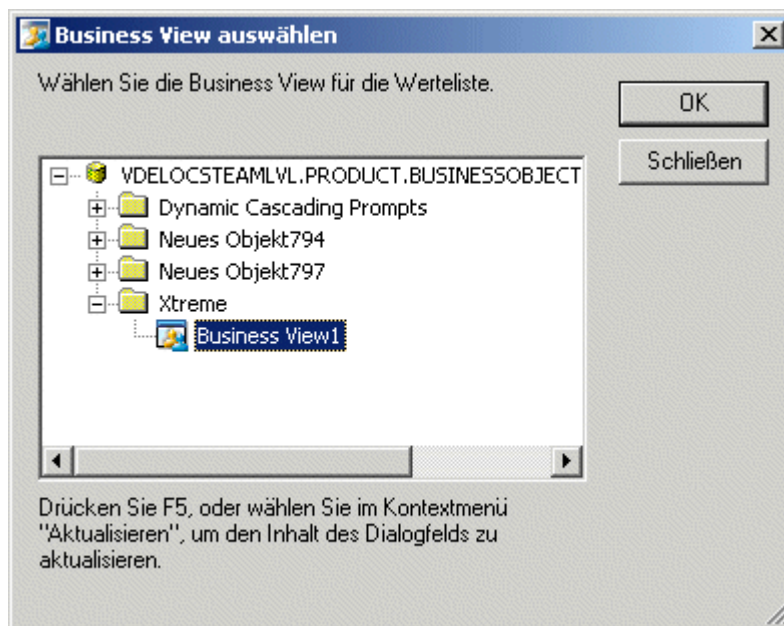 Business View auswählen
Wählen Sie die Business View für die Werteliste.
OK
Schließen
VDELOCSTEAMLVL.PRODUCT.BUSINESSOBJECT
Dynamic Cascading Prompts
Neues Objekt794
Neues Objekt797
Xtreme
Business View1
Drücken Sie F5, oder wählen Sie im Kontextmenü
"Aktualisieren", um den Inhalt des Dialogfelds zu
aktualisieren.